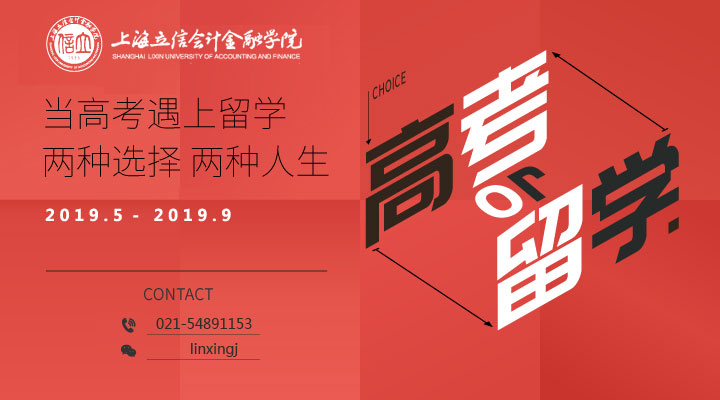 上海立信会计金融学院
SHANGHAI LIXIN UNIVERSITY OF ACCOUNTING AND FINANCE
当高考遇上留学
两种选择 两种人生
2019.5 - 2019.9
CONTACT
021-54891153
linxingj
CHOICE
高考
or
留学